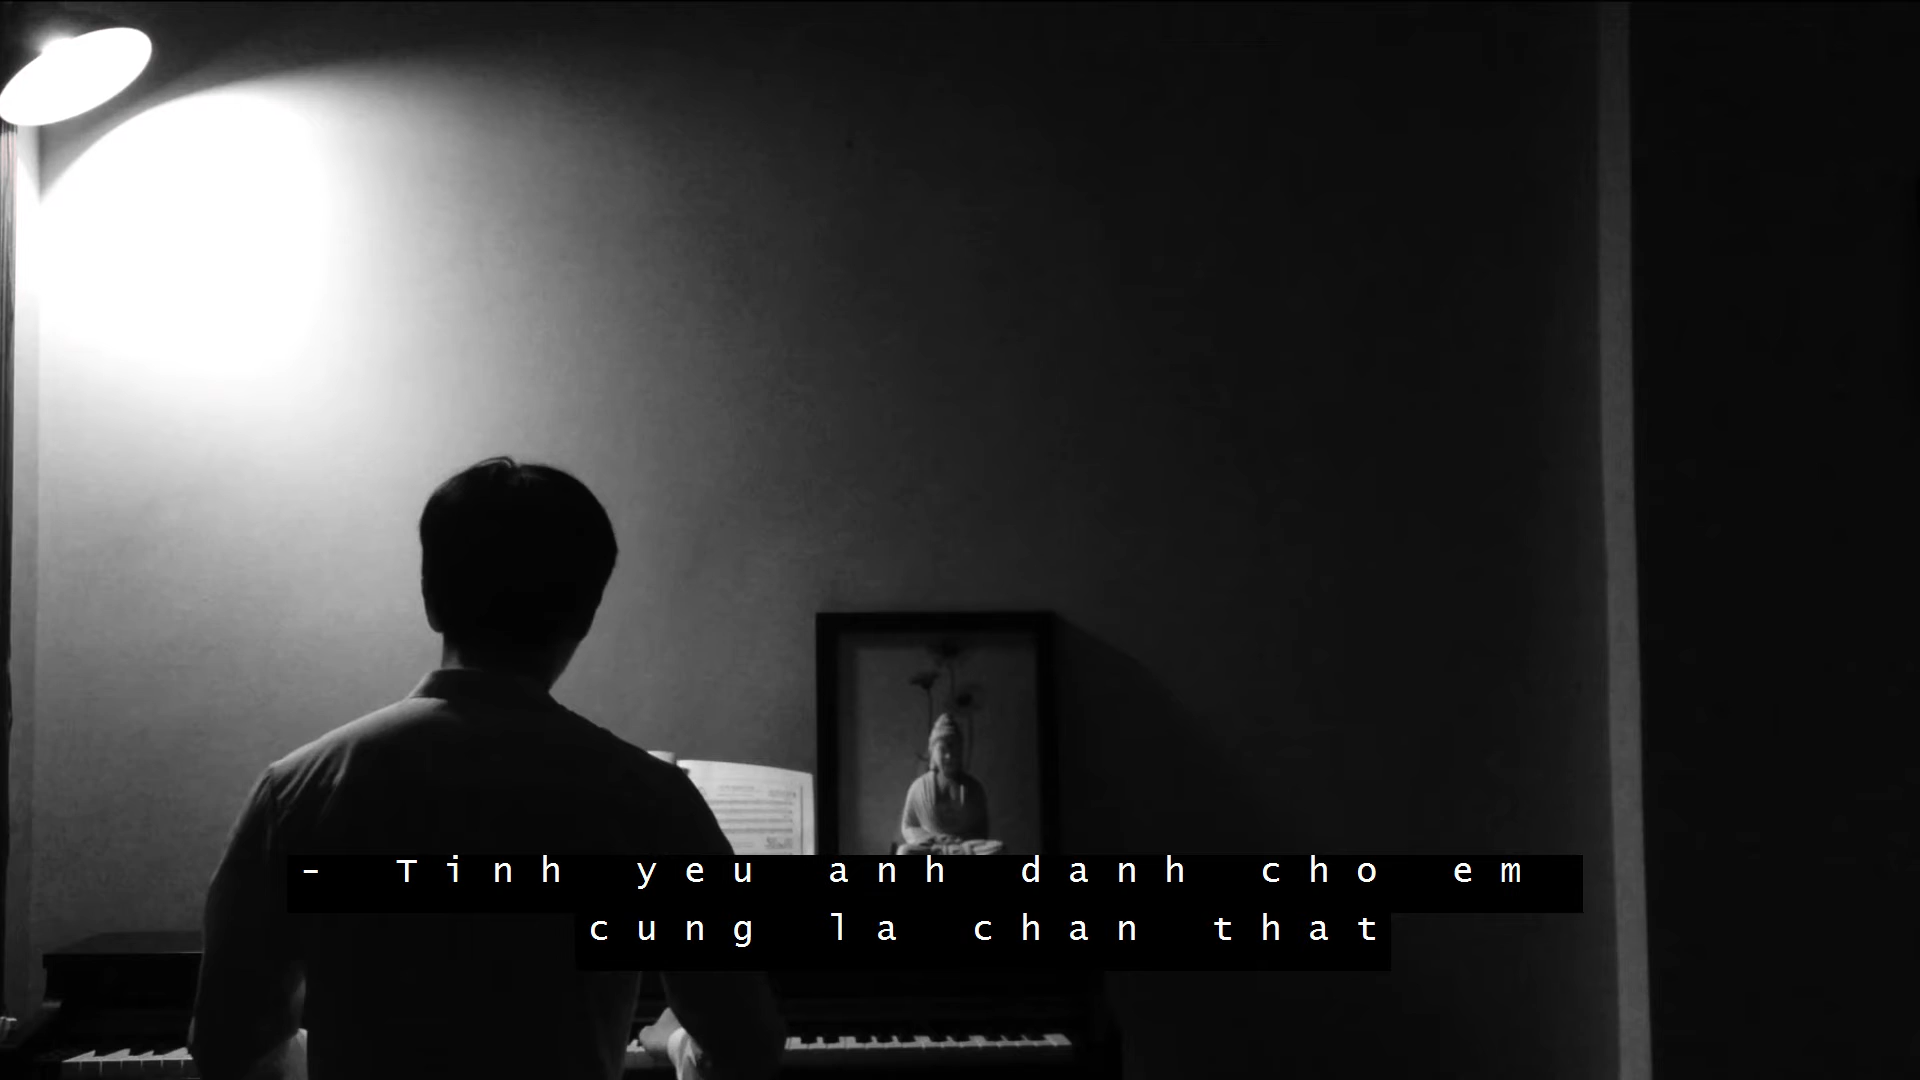 - Tinh yeu anh danh cho em
cung la chan that